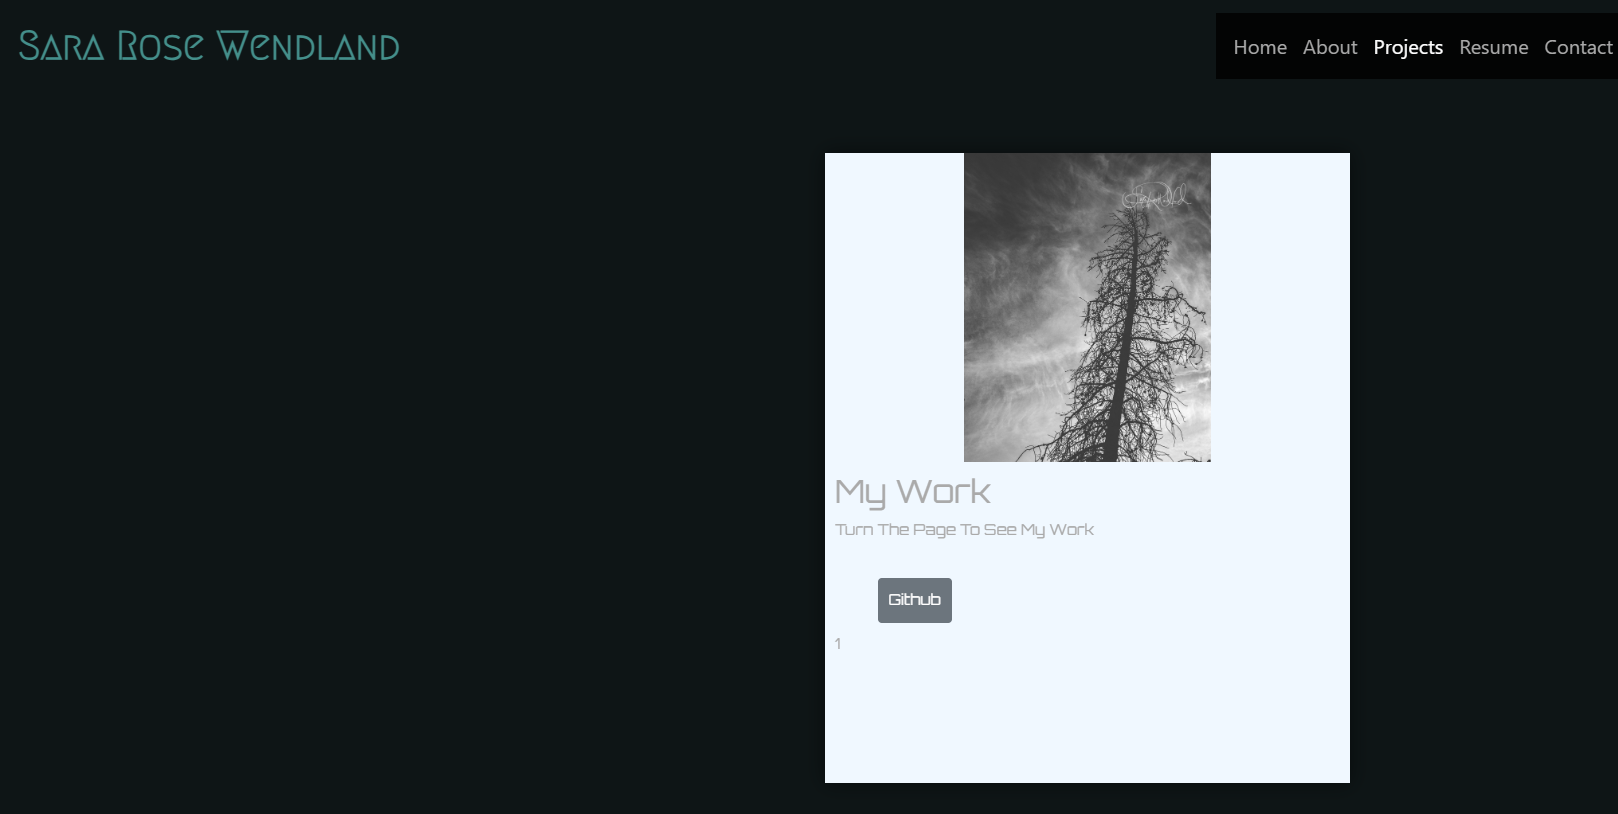 Sara Rose Wendland
Home About Projects Resume Contact
My Work
Turn The Page To See My Work
Github
1